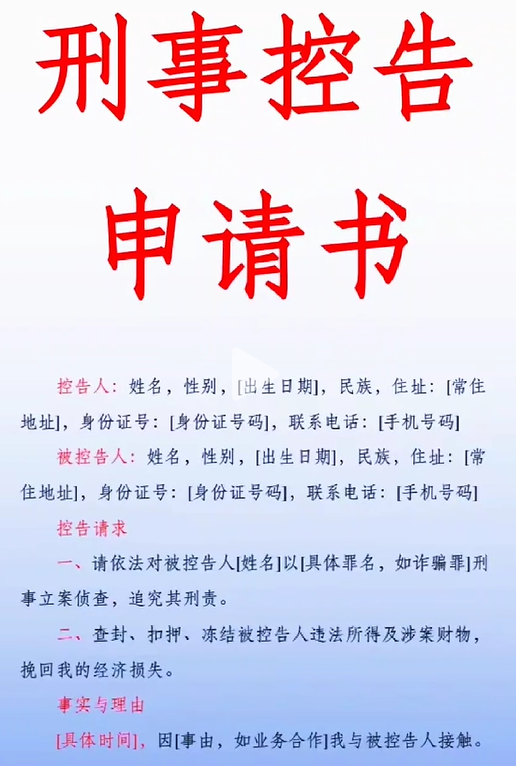 刑事控告
申请书
控告人：姓名，性别，[出生日期]，民族，住址：[常住
地址]，身份证号：[身份证号码]，联系电话：[手机号码]
被控告人：姓名，性别，[出生日期]，民族，住址：[常
住地址]，身份证号：[身份证号码]，联系电话：[手机号码]
控告请求
一、请依法对被控告人[姓名]以[具体罪名，如诈骗罪]刑
事立案侦查，追究其刑责。
二、查封、扣押、冻结被控告人违法所得及涉案财物，
挽回我的经济损失。
事实与理由
[具体时间]，因[事由，如业务合作]我与被控告人接触。